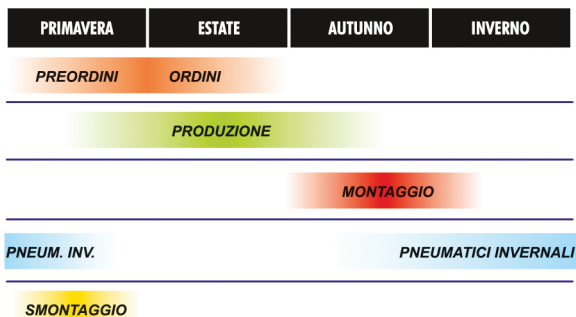 PRIMAVERA ESTATE AUTUNNO INVERNO
PREORDINI ORDINI
PRODUZIONE
MONTAGGIO
PNEUM. INV. PNEUMATICI INVERNALI
SMONTAGGIO